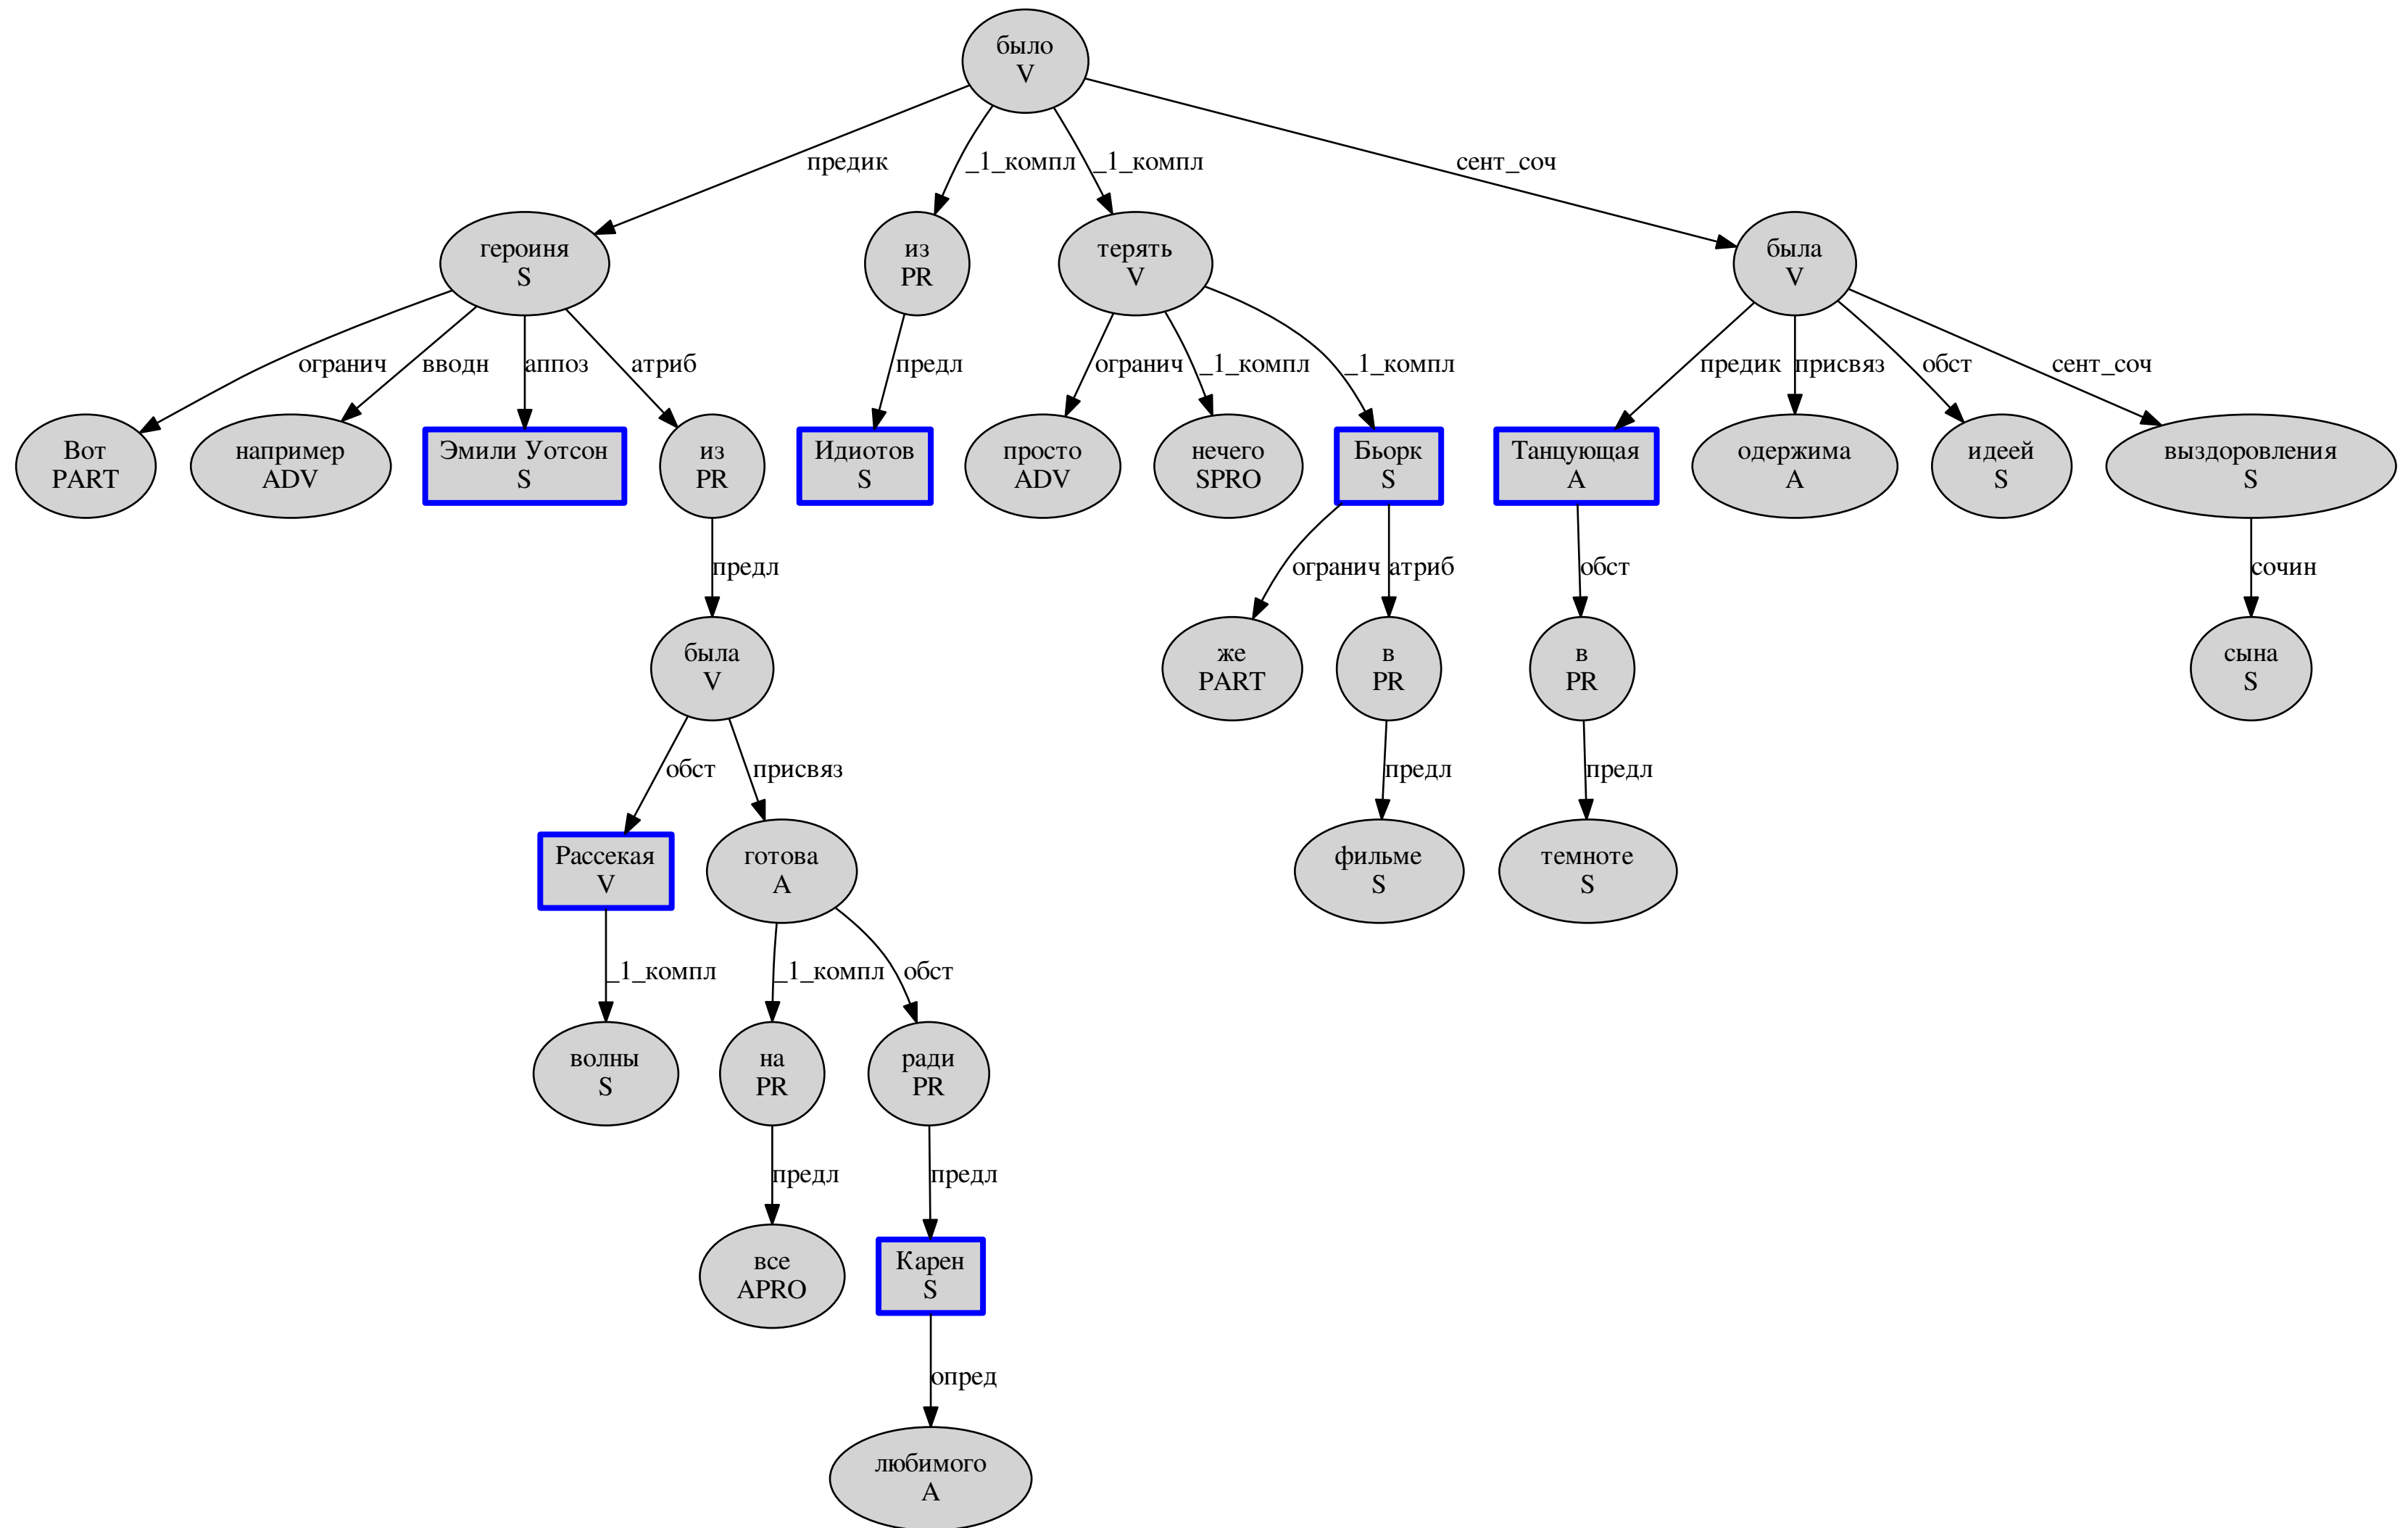 было
V
предик
_1_компл
_1_компл
сент_соч
героиня
S
из
PR
терять
V
была
V
огранич
вводн
аппоз
атриб
предл
огранич
_1_компл
_1_компл
предик
присвяз
обст
сент_соч
Вот
PART
например
ADV
Эмили Уотсон
S
из
PR
Идиотов
S
просто
ADV
нечего
SPRO
Бьорк
S
Танцующая
A
одержима
A
идеей
S
выздоровления
S
предл
огранич
атриб
обст
сочин
была
V
же
PART
в
PR
в
PR
сына
S
обст
присвяз
предл
предл
Рассекая
V
готова
A
фильме
S
темноте
S
_1_компл
_1_компл
обст
волны
S
на
PR
ради
PR
предл
предл
все
APRO
Карен
S
опред
любимого
A